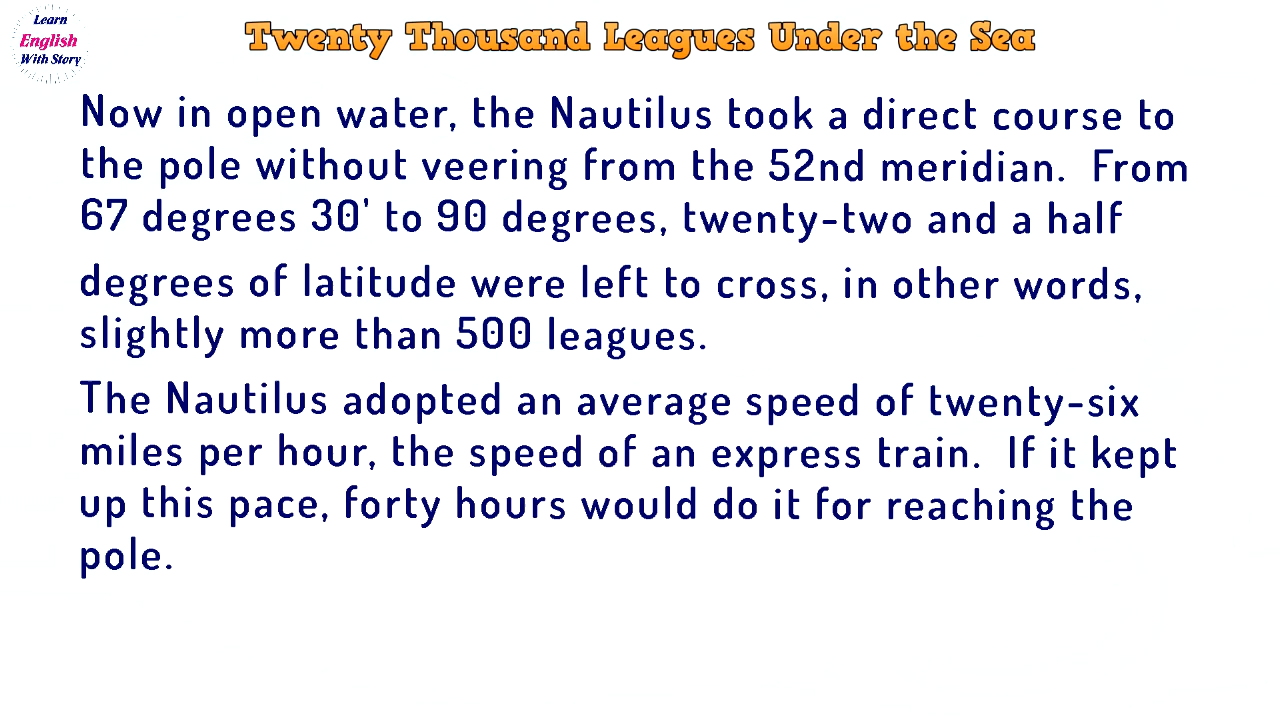 Learn
English
With Story
Twenty Thousand Leagues Under the Sea
Now in open water, the Nautilus took a direct course to
the pole without veering from the 52nd meridian.  From
67 degrees 30' to 90 degrees, twenty-two and a half
degrees of latitude were left to cross, in other words,
slightly more than 500 leagues.
The Nautilus adopted an average speed of twenty-six
miles per hour, the speed of an express train.  If it kept
up this pace, forty hours would do it for reaching the
pole.